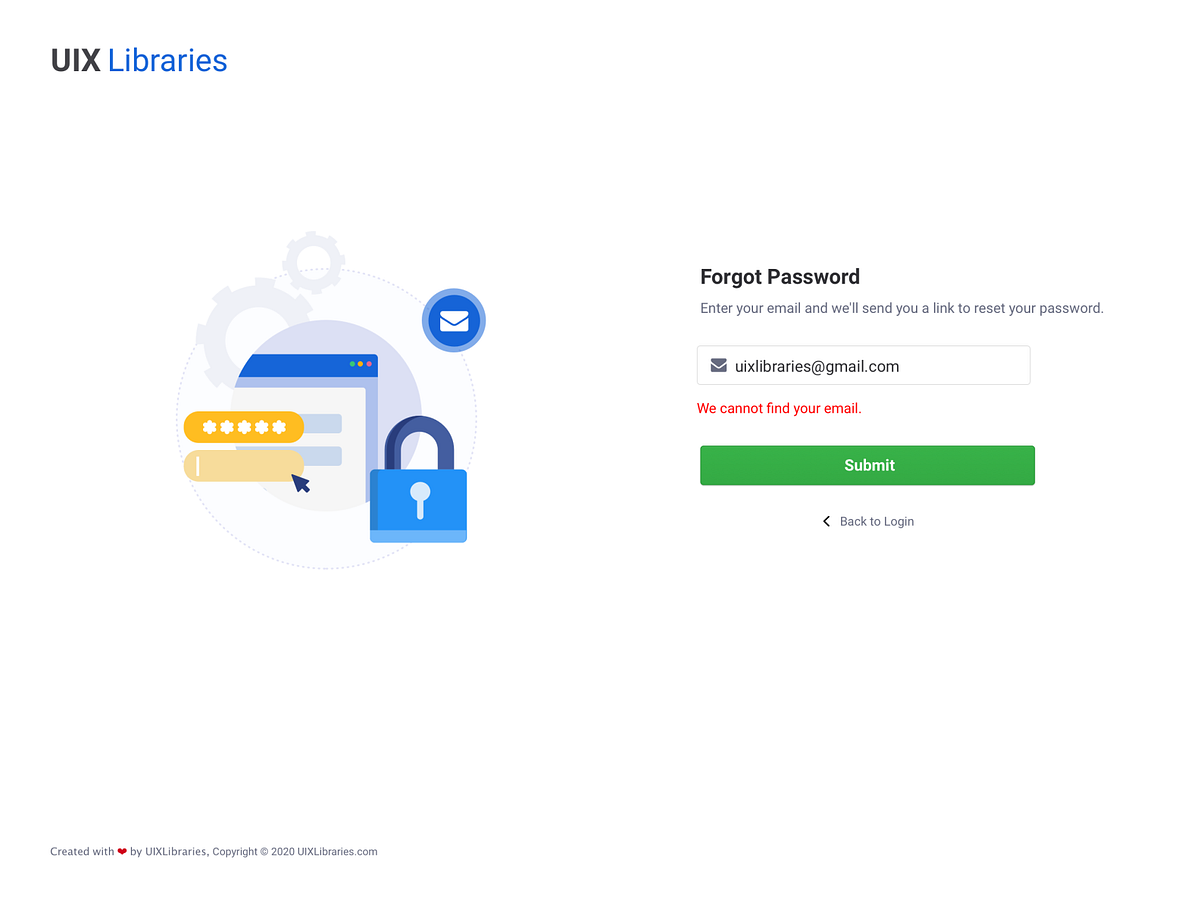 UIX Libraries
Forgot Password
Enter your email and we'll send you a link to reset your password.
uixlibraries@gmail.com
We cannot find your email.
Submit
Back to Login
Created with ❤ by UIXLibraries, Copyright © 2020 UIXLibraries.com